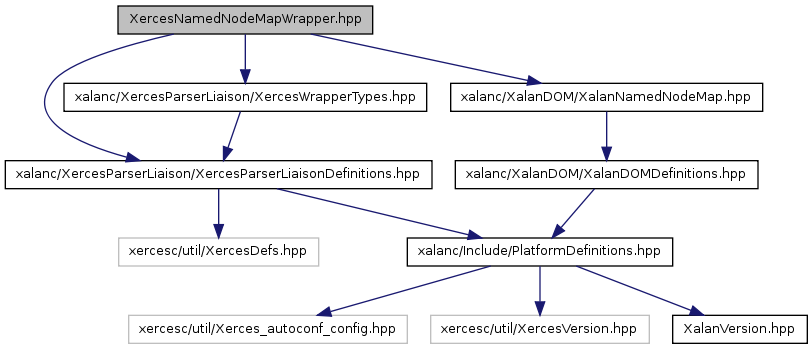 XercesNamedNodeMapWrapper.hpp
xalanc/XercesParserLiaison/XercesWrapperTypes.hpp
xalanc/XalanDOM/XalanNamedNodeMap.hpp
xalanc/XercesParserLiaison/XercesParserLiaisonDefinitions.hpp
xalanc/XalanDOM/XalanDOMDefinitions.hpp
xercesc/util/XercesDefs.hpp
xalanc/Include/PlatformDefinitions.hpp
xercesc/util/Xerces_autoconf_config.hpp
xercesc/util/XercesVersion.hpp
XalanVersion.hpp